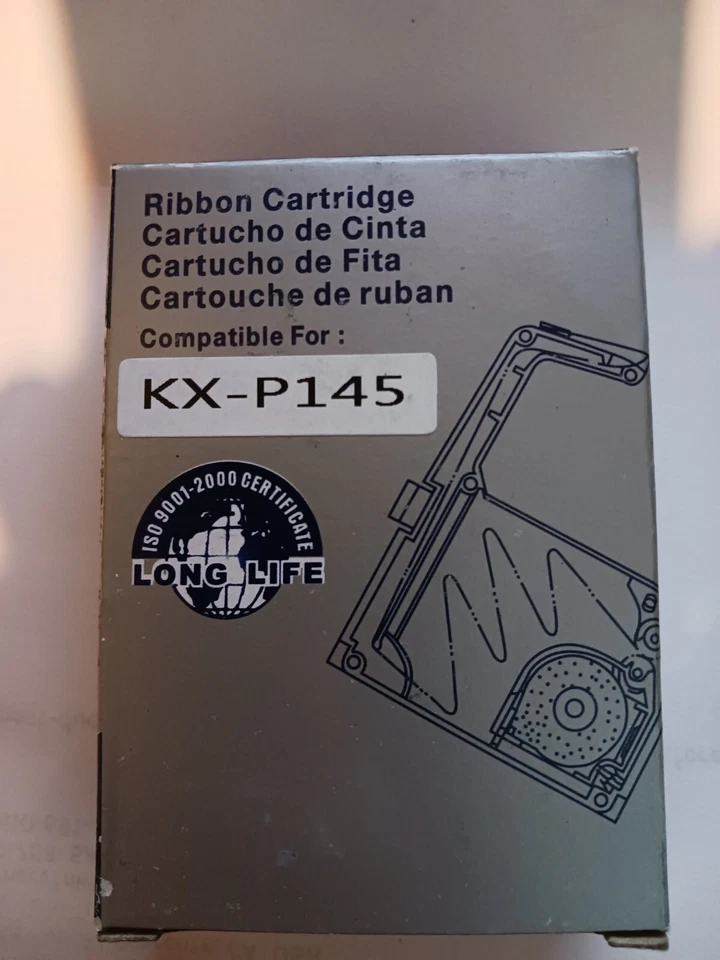 Ribbon Cartridge
Cartucho de Cinta
Cartucho de Fita
Cartouche de ruban
Compatible For :
KX-P145
ISO 9001-2000 CERTIFICATE
LONG LIFE